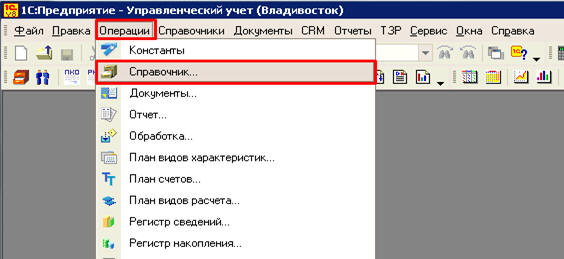 1С:Предприятие - Управленческий учет (Владивосток)
Файл Правка Операции Справочники Документы CRM Отчеты ТЗР Сервис Окна Справка
Константы
Справочник...
Документы...
Отчет...
Обработка...
План видов характеристик...
План счетов...
План видов расчета...
Регистр сведений...
Регистр накопления...
ПКО